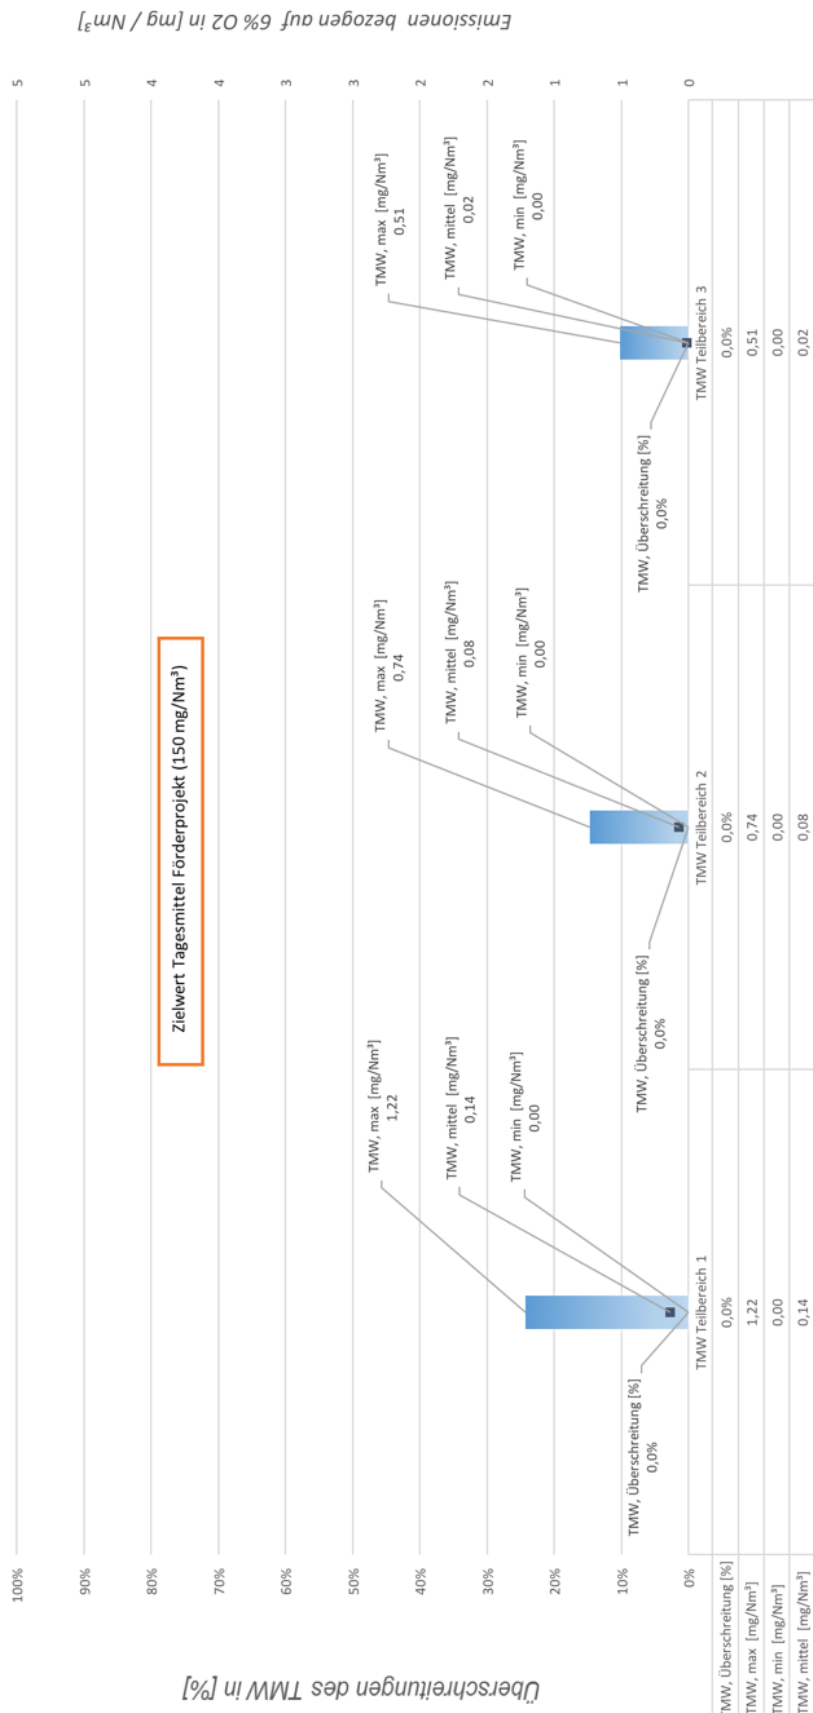 Überschreitungen des TMW in [%]
Emissionen bezogen auf 6% O2 in [mg / Nm³]
100%
90%
80%
70%
60%
50%
40%
30%
20%
10%
0%
5
5
4
4
3
3
2
2
1
1
0
Zielwert Tagesmittel Förderprojekt (150 mg/Nm³)
TMW, max [mg/Nm³]
1,22
TMW, mittel [mg/Nm³]
0,14
TMW, min [mg/Nm³]
0,00
TMW, Überschreitung [%]
0,0%
TMW, max [mg/Nm³]
0,74
TMW, mittel [mg/Nm³]
0,08
TMW, min [mg/Nm³]
0,00
TMW, Überschreitung [%]
0,0%
TMW, max [mg/Nm³]
0,51
TMW, mittel [mg/Nm³]
0,02
TMW, min [mg/Nm³]
0,00
TMW, Überschreitung [%]
0,0%
TMW Teilbereich 1 TMW Teilbereich 2 TMW Teilbereich 3
TMW, Überschreitung [%] 0,0% 0,0% 0,0%
TMW, max [mg/Nm³] 1,22 0,74 0,51
TMW, min [mg/Nm³] 0,00 0,00 0,00
TMW, mittel [mg/Nm³] 0,14 0,08 0,02